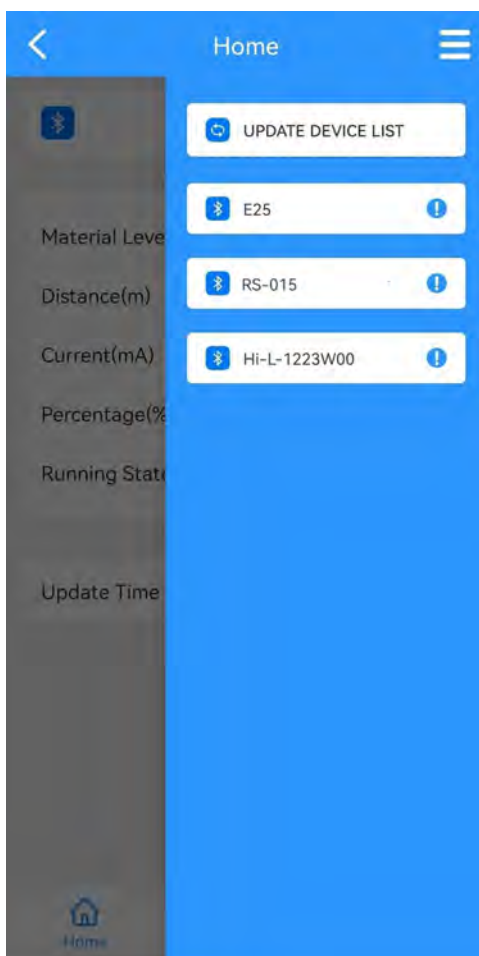 Home
UPDATE DEVICE LIST
E25
Material Leve
RS-015
Distance(m)
Hi-L-1223W00
Current(mA)
Percentage(%
Running State
Update Time
Home